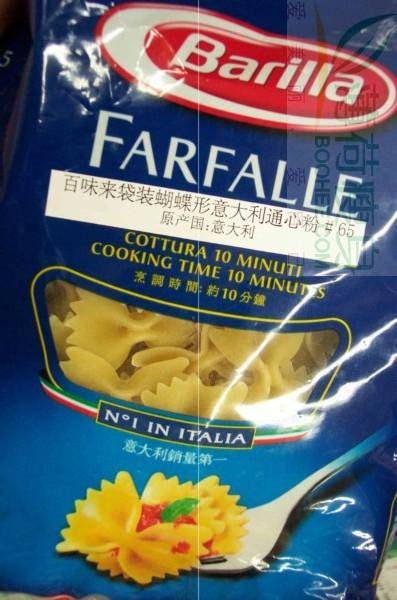 Barilla
FARFALLE
百味来袋装蝴蝶形意大利通心粉#65
原产国:意大利
COTTURA 10 MINUTI
COOKING TIME 10 MINUTES
烹調時間:約10分鐘
Nº1 IN ITALIA
意大利銷量第一